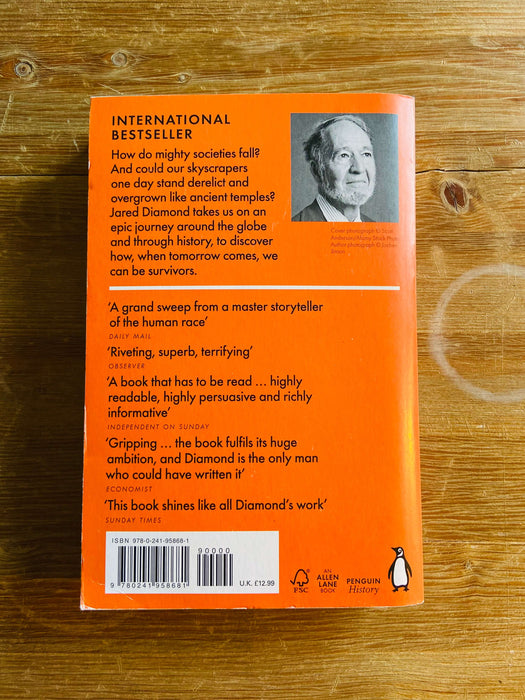 INTERNATIONAL
BESTSELLER
How do mighty societies fall?
And could our skyscrapers
one day stand derelict and
overgrown like ancient temples?
Jared Diamond takes us on an
epic journey around the globe
and through history, to discover
how, when tomorrow comes, we
can be survivors.
Cover photograph © Scott
Author photograph ©
'A grand sweep from a master storyteller
of the human race'
DAILY MAIL
'Riveting, superb, terrifying'
OBSERVER
'A book that has to be read ... highly
readable, highly persuasive and richly
informative'
INDEPENDENT ON SUNDAY
'Gripping ... the book fulfils its huge
ambition, and Diamond is the only man
who could have written it'
ECONOMIST
'This book shines like all Diamond's work'
SUNDAY TIMES
ISBN 978-0-241-95868-1
90000
9 780241 958681
U.K. £12.99
FSC
AN
ALLEN
LANE
BOOK
PENGUIN
History